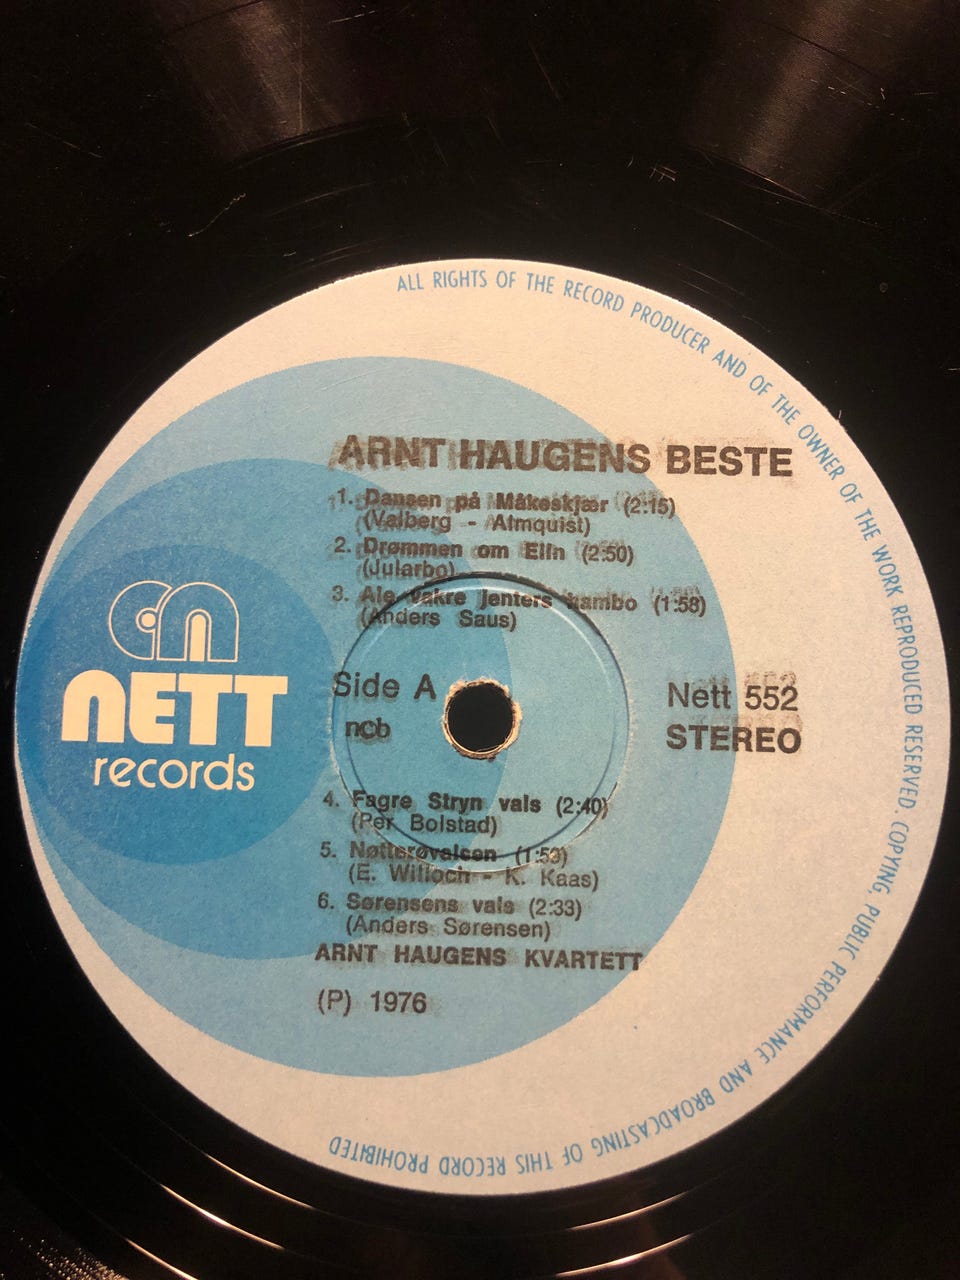 ALL RIGHTS OF THE RECORD PRODUCER AND OF THE OWNER OF THE WORK REPRODUCED RESERVED. COPYING, PUBLIC PERFORMANCE AND BROADCASTING OF THIS RECORD PROHIBITED
ARNT HAUGENS BESTE
1. Dansen på Måkeskjær (2:15)
(Valberg - Almquist)
2. Drømmen om Elin (2:50)
(Jularbo)
3. Ale vakre jenters hambo (1:58)
(Anders Saus)
NETT
records
Side A
ncb
Nett 552
STEREO
4. Fagre Stryn vals (2:40)
(Per Bolstad)
5. Nøtterøvalsen (1:59)
(E. Willoch - K. Kaas)
6. Sørensens vals (2:33)
(Anders Sørensen)
ARNT HAUGENS KVARTETT
(P) 1976